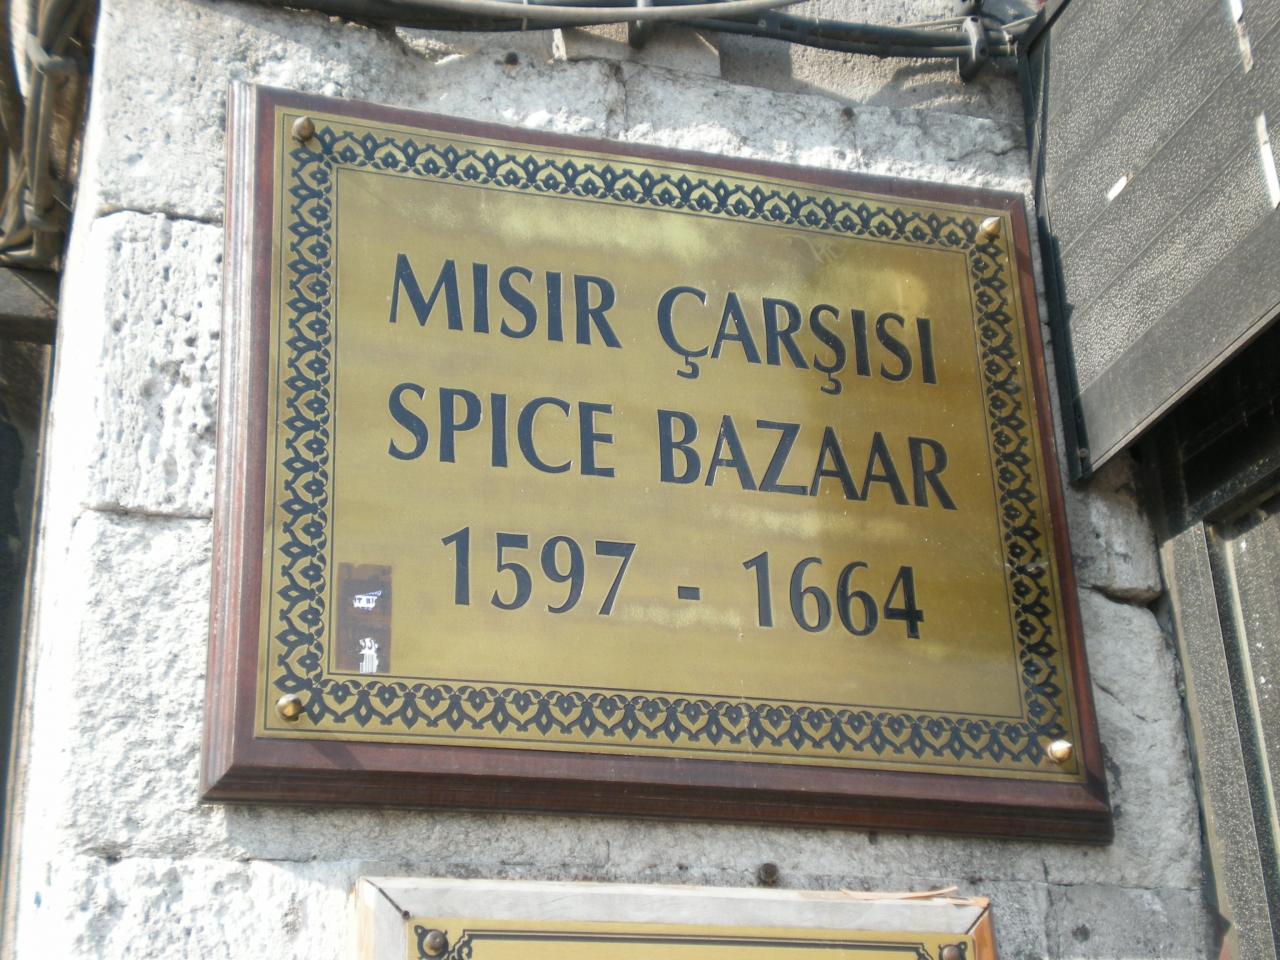 MISIR ÇARŞISI
SPICE BAZAAR
1597 - 1664